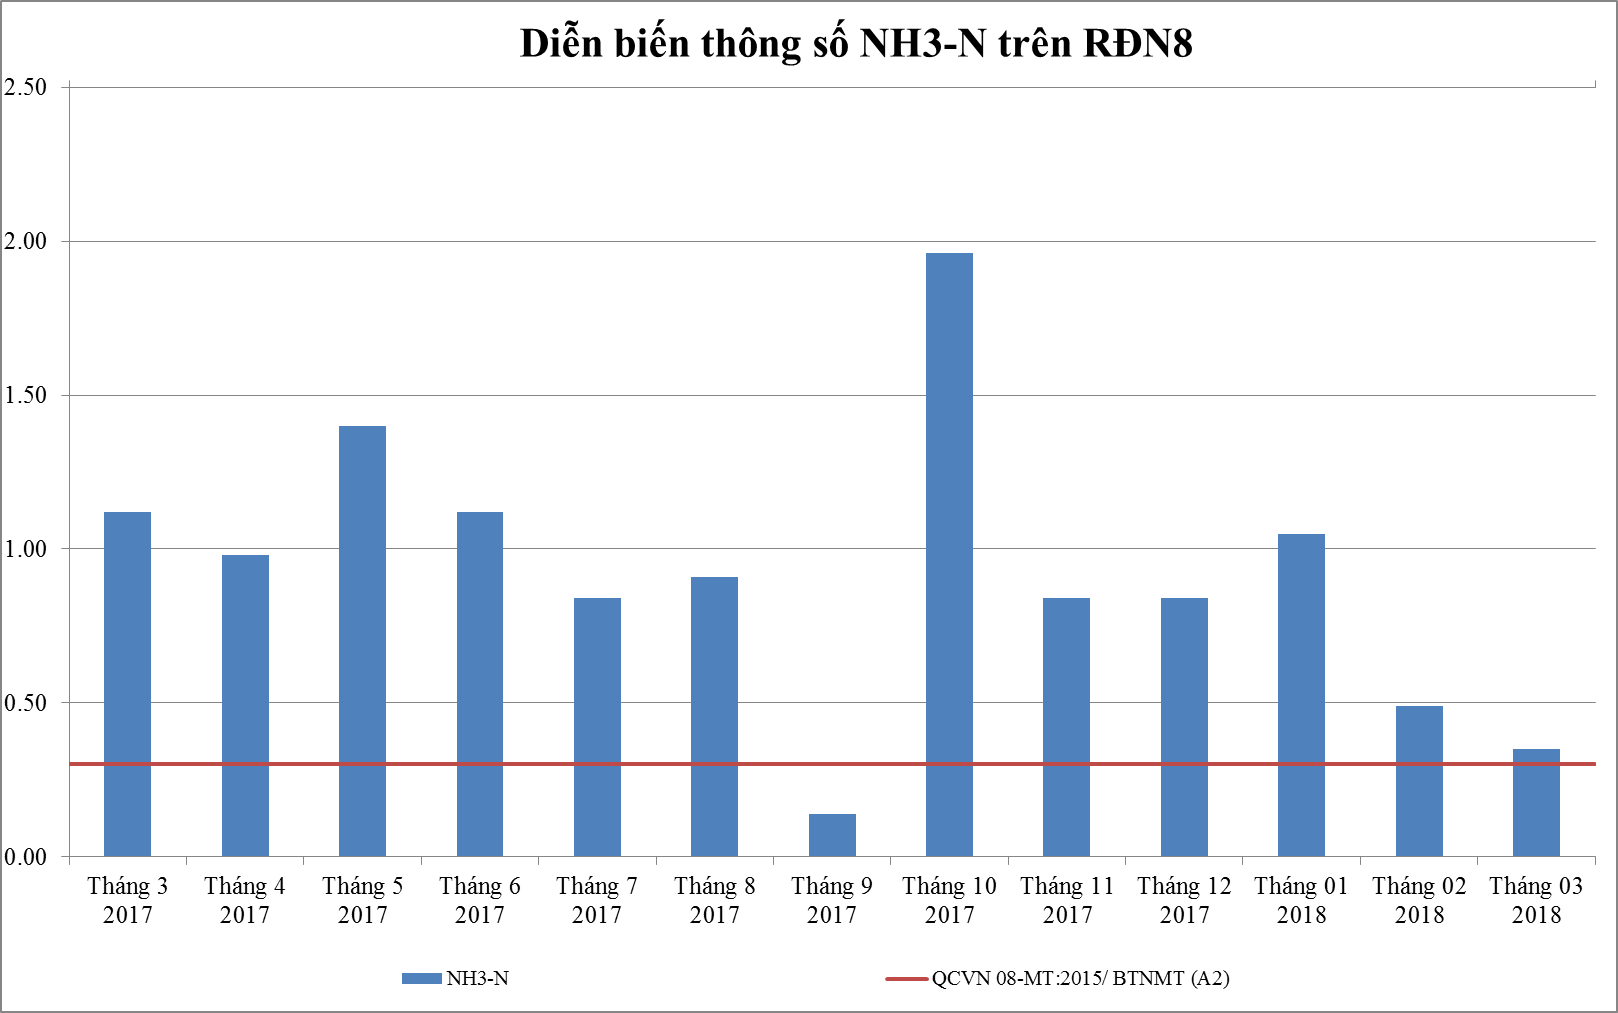 Diễn biến thông số NH3-N trên RĐN8
2.50
2.00
1.50
1.00
0.50
0.00
Tháng 3 2017
Tháng 4 2017
Tháng 5 2017
Tháng 6 2017
Tháng 7 2017
Tháng 8 2017
Tháng 9 2017
Tháng 10 2017
Tháng 11 2017
Tháng 12 2017
Tháng 01 2018
Tháng 02 2018
Tháng 03 2018
NH3-N
QCVN 08-MT:2015/ BTNMT (A2)